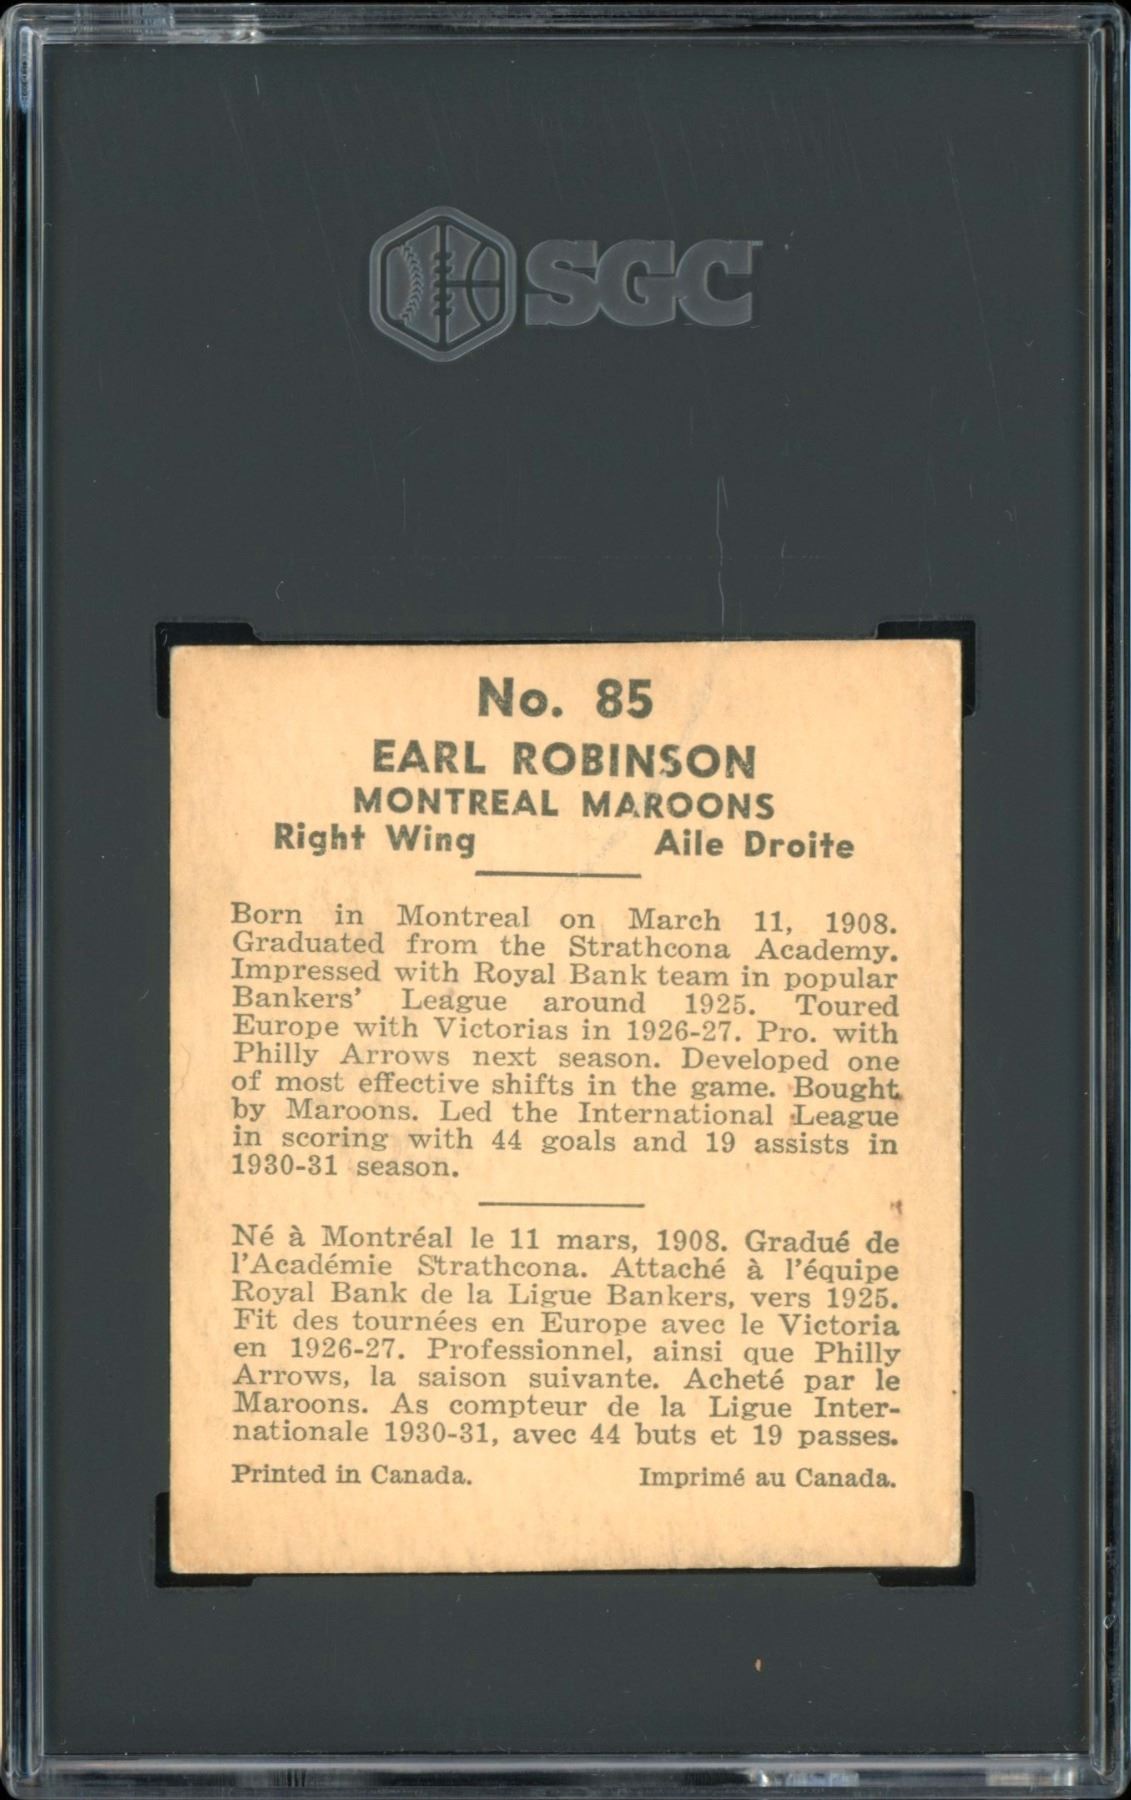 SGC
No. 85
EARL ROBINSON
MONTREAL MAROONS
Right Wing Aile Droite
Born in Montreal on March 11, 1908.
Graduated from the Strathcona Academy.
Impressed with Royal Bank team in popular
Bankers' League around 1925. Toured
Europe with Victorias in 1926-27. Pro. with
Philly Arrows next season. Developed one
of most effective shifts in the game. Bought
by Maroons. Led the International League
in scoring with 44 goals and 19 assists in
1930-31 season.
Né à Montréal le 11 mars, 1908. Gradué de
l'Académie Strathcona. Attaché à l'équipe
Royal Bank de la Ligue Bankers, vers 1925.
Fit des tournées en Europe avec le Victoria
en 1926-27. Professionnel, ainsi que Philly
Arrows, la saison suivante. Acheté par le
Maroons. As compteur de la Ligue Inter-
nationale 1930-31, avec 44 buts et 19 passes.
Printed in Canada. Imprimé au Canada.